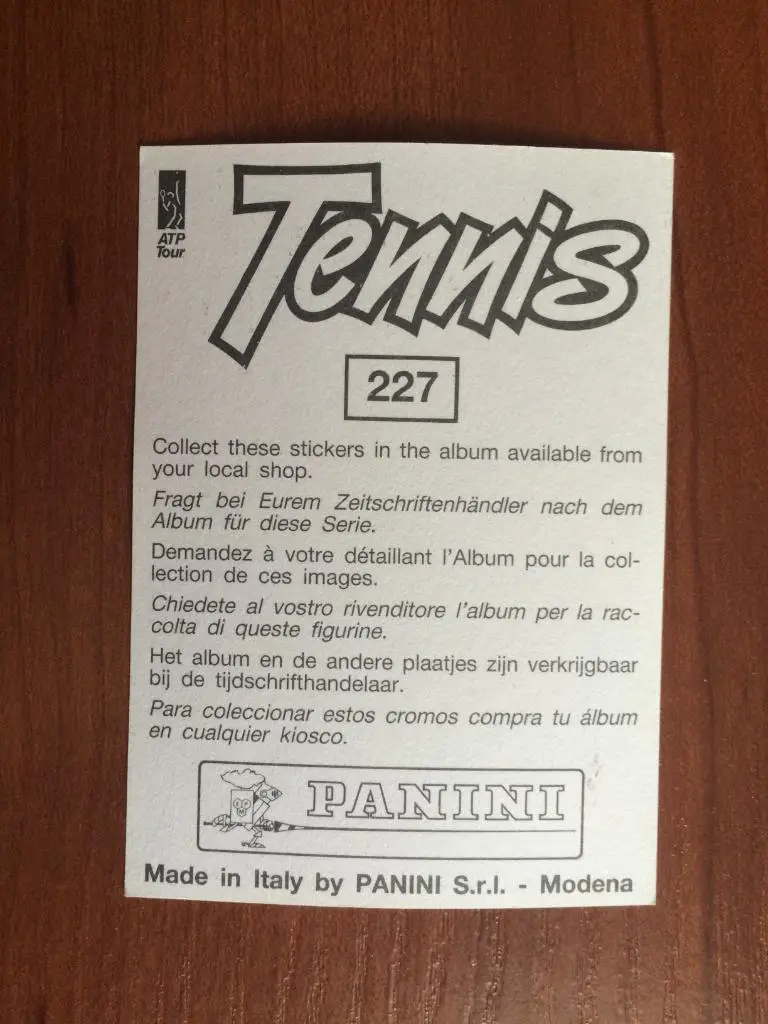 ATP
Tour
Tennis
227
Collect these stickers in the album available from
your local shop.
Fragt bei Eurem Zeitschriftenhändler nach dem
Album für diese Serie.
Demandez à votre détaillant l'Album pour la col-
lection de ces images.
Chiedete al vostro rivenditore l'album per la rac-
colta di queste figurine.
Het album en de andere plaatjes zijn verkrijgbaar
bij de tijdschrifthandelaar.
Para coleccionar estos cromos compra tu álbum
en cualquier kiosco.
PANINI
Made in Italy by PANINI S.r.l. - Modena